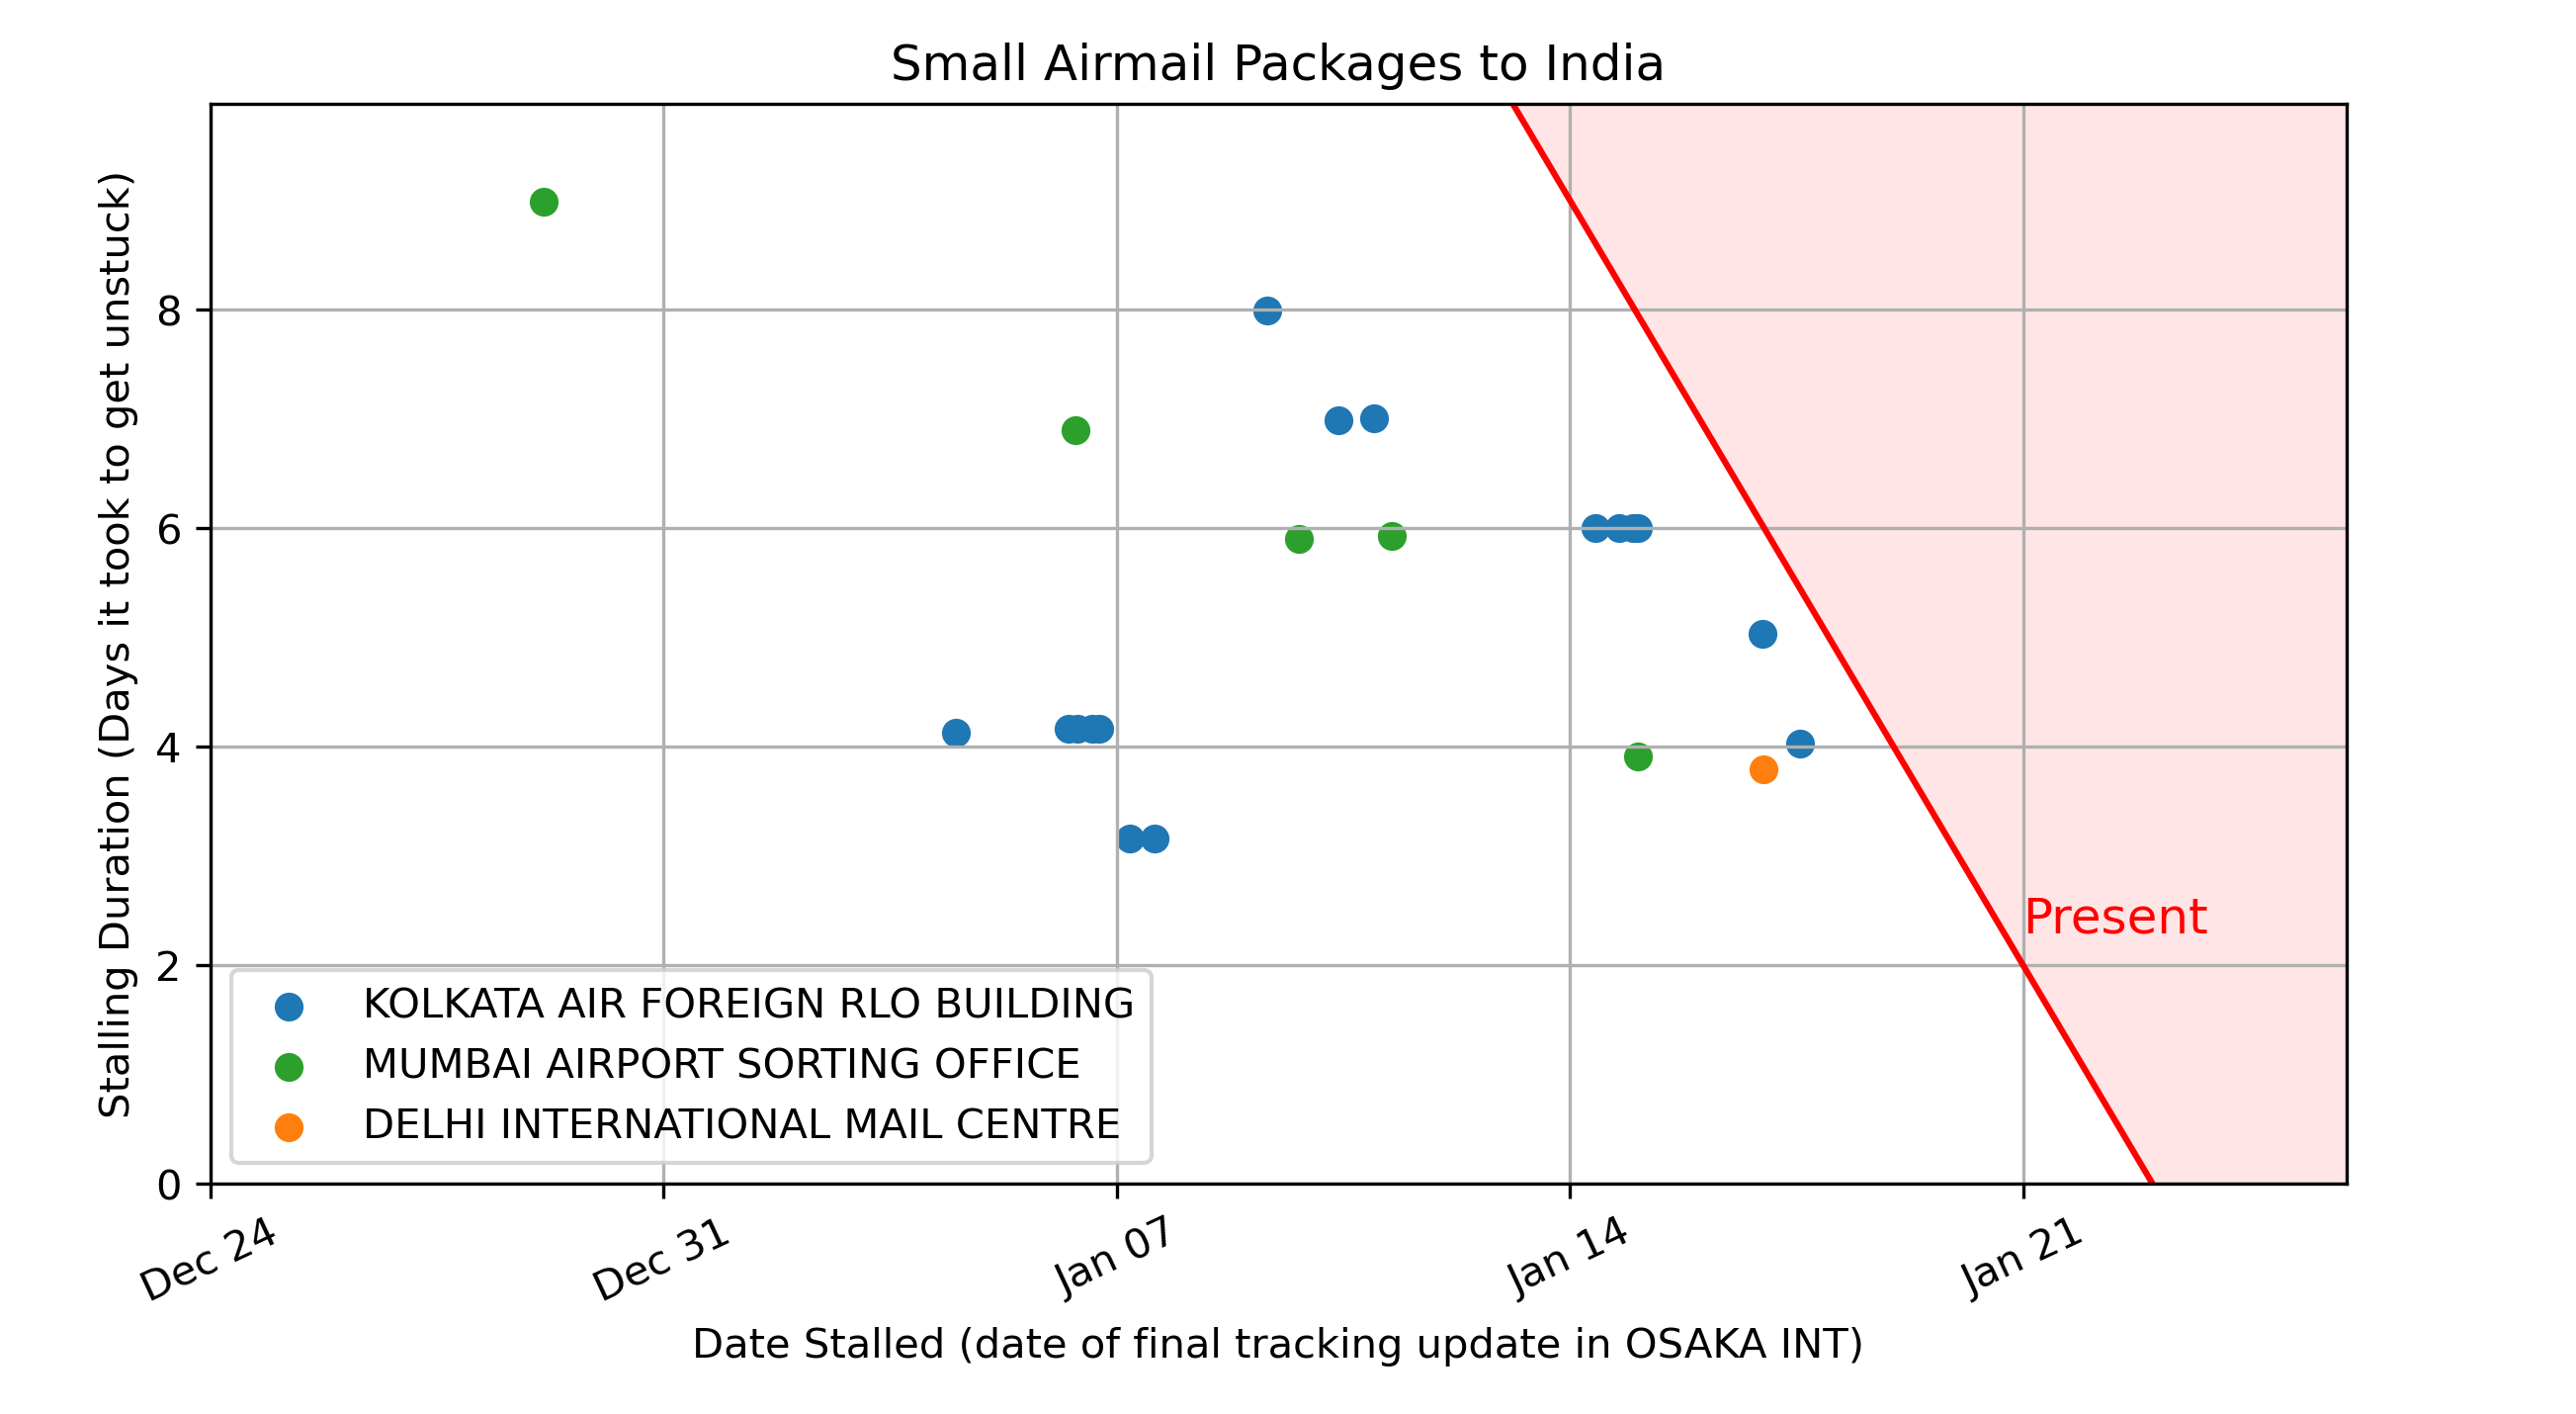 Small Airmail Packages to India
Stalling Duration (Days it took to get unstuck)
8
6
4
2
0
Present
KOLKATA AIR FOREIGN RLO BUILDING
MUMBAI AIRPORT SORTING OFFICE
DELHI INTERNATIONAL MAIL CENTRE
Dec 24
Dec 31
Jan 07
Jan 14
Jan 21
Date Stalled (date of final tracking update in OSAKA INT)